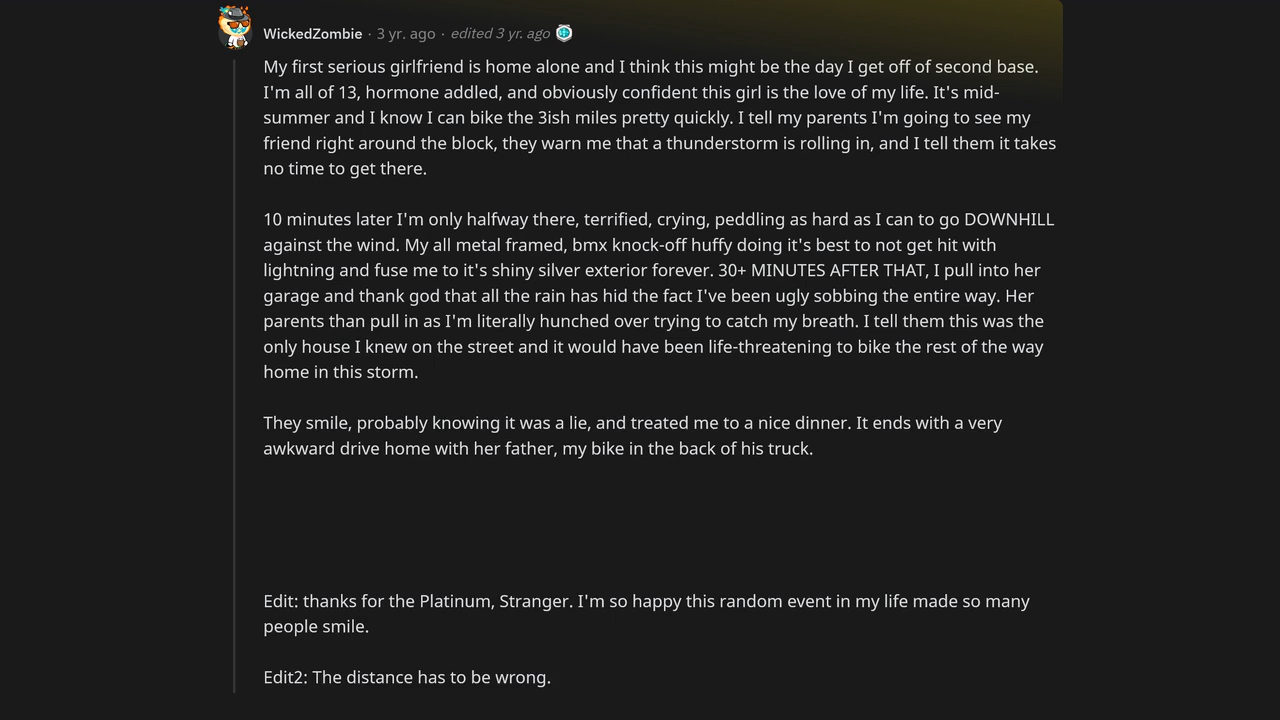 WickedZombie · 3 yr. ago · edited 3 yr. ago
My first serious girlfriend is home alone and I think this might be the day I get off of second base.
I'm all of 13, hormone addled, and obviously confident this girl is the love of my life. It's mid-
summer and I know I can bike the 3ish miles pretty quickly. I tell my parents I'm going to see my
friend right around the block, they warn me that a thunderstorm is rolling in, and I tell them it takes
no time to get there.
10 minutes later I'm only halfway there, terrified, crying, peddling as hard as I can to go DOWNHILL
against the wind. My all metal framed, bmx knock-off huffy doing it's best to not get hit with
lightning and fuse me to it's shiny silver exterior forever. 30+ MINUTES AFTER THAT, I pull into her
garage and thank god that all the rain has hid the fact I've been ugly sobbing the entire way. Her
parents than pull in as I'm literally hunched over trying to catch my breath. I tell them this was the
only house I knew on the street and it would have been life-threatening to bike the rest of the way
home in this storm.
They smile, probably knowing it was a lie, and treated me to a nice dinner. It ends with a very
awkward drive home with her father, my bike in the back of his truck.
Edit: thanks for the Platinum, Stranger. I'm so happy this random event in my life made so many
people smile.
Edit2: The distance has to be wrong.